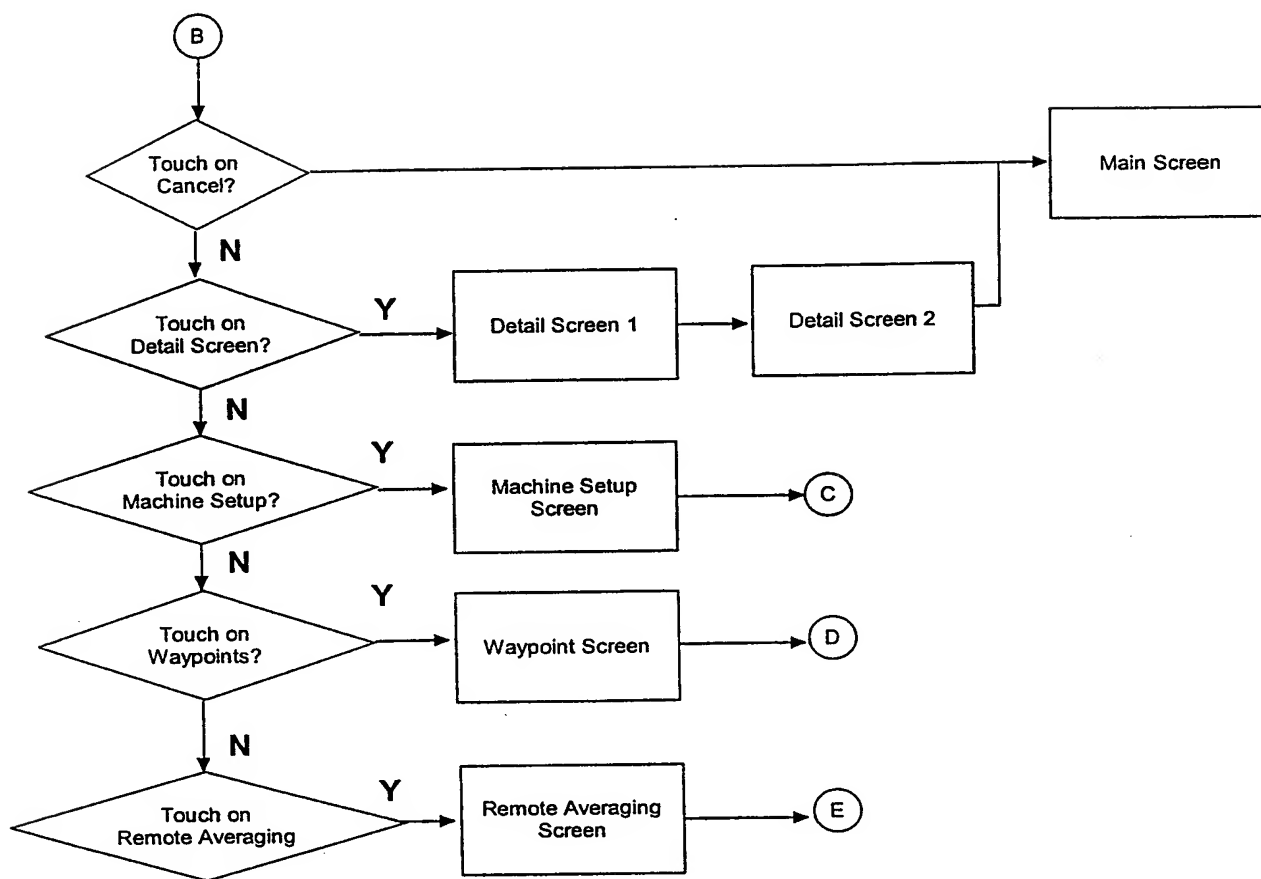 B
Touch on
Cancel?
Main Screen
N
Touch on
Detail Screen?
Y
Detail Screen 1
Detail Screen 2
N
Touch on
Machine Setup?
Y
Machine Setup
Screen
C
N
Touch on
Waypoints?
Y
Waypoint Screen
D
N
Touch on
Remote Averaging
Y
Remote Averaging
Screen
E